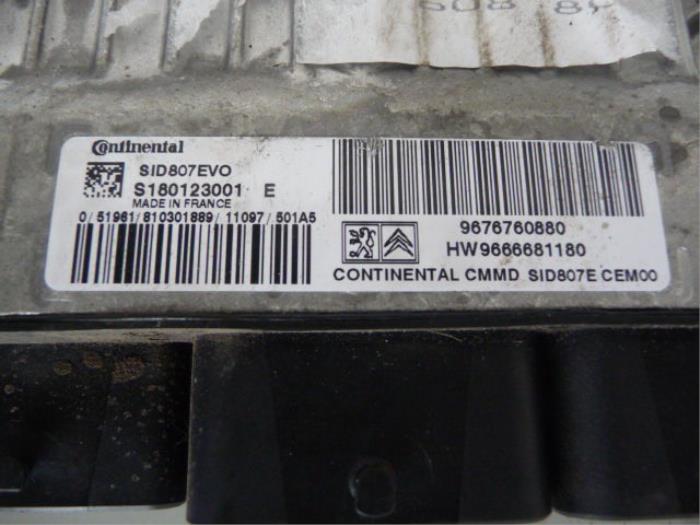 Continental
SID807EVO
S180123001 E
MADE IN FRANCE
0/51961/810301889/11097/501A5
9676760880
HW9666681180
CONTINENTAL CMMD SID807E CEM00